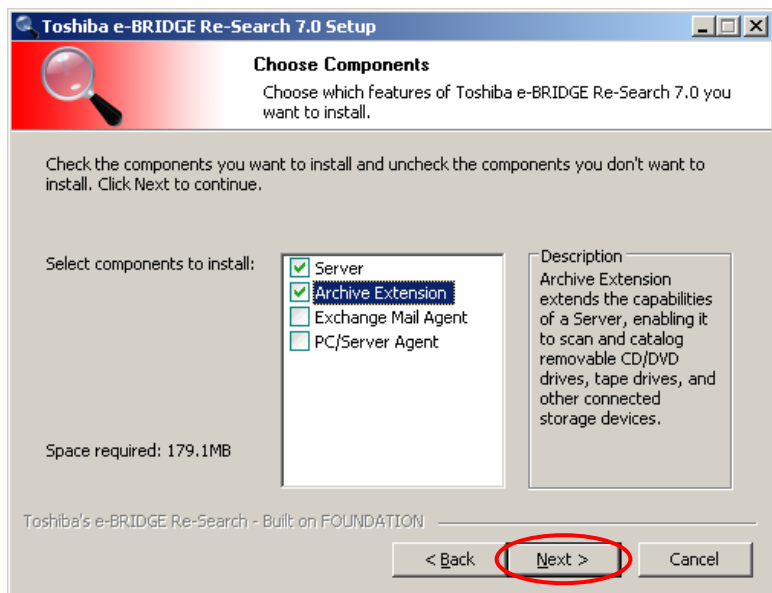 Toshiba e-BRIDGE Re-Search 7.0 Setup
Choose Components
Choose which features of Toshiba e-BRIDGE Re-Search 7.0 you
want to install.
Check the components you want to install and uncheck the components you don't want to
install. Click Next to continue.
Select components to install:
Server
Archive Extension
Exchange Mail Agent
PC/Server Agent
Description
Archive Extension
extends the capabilities
of a Server, enabling it
to scan and catalog
removable CD/DVD
drives, tape drives, and
other connected
storage devices.
Space required: 179.1MB
Toshiba's e-BRIDGE Re-Search - Built on FOUNDATION
< Back
Next >
Cancel